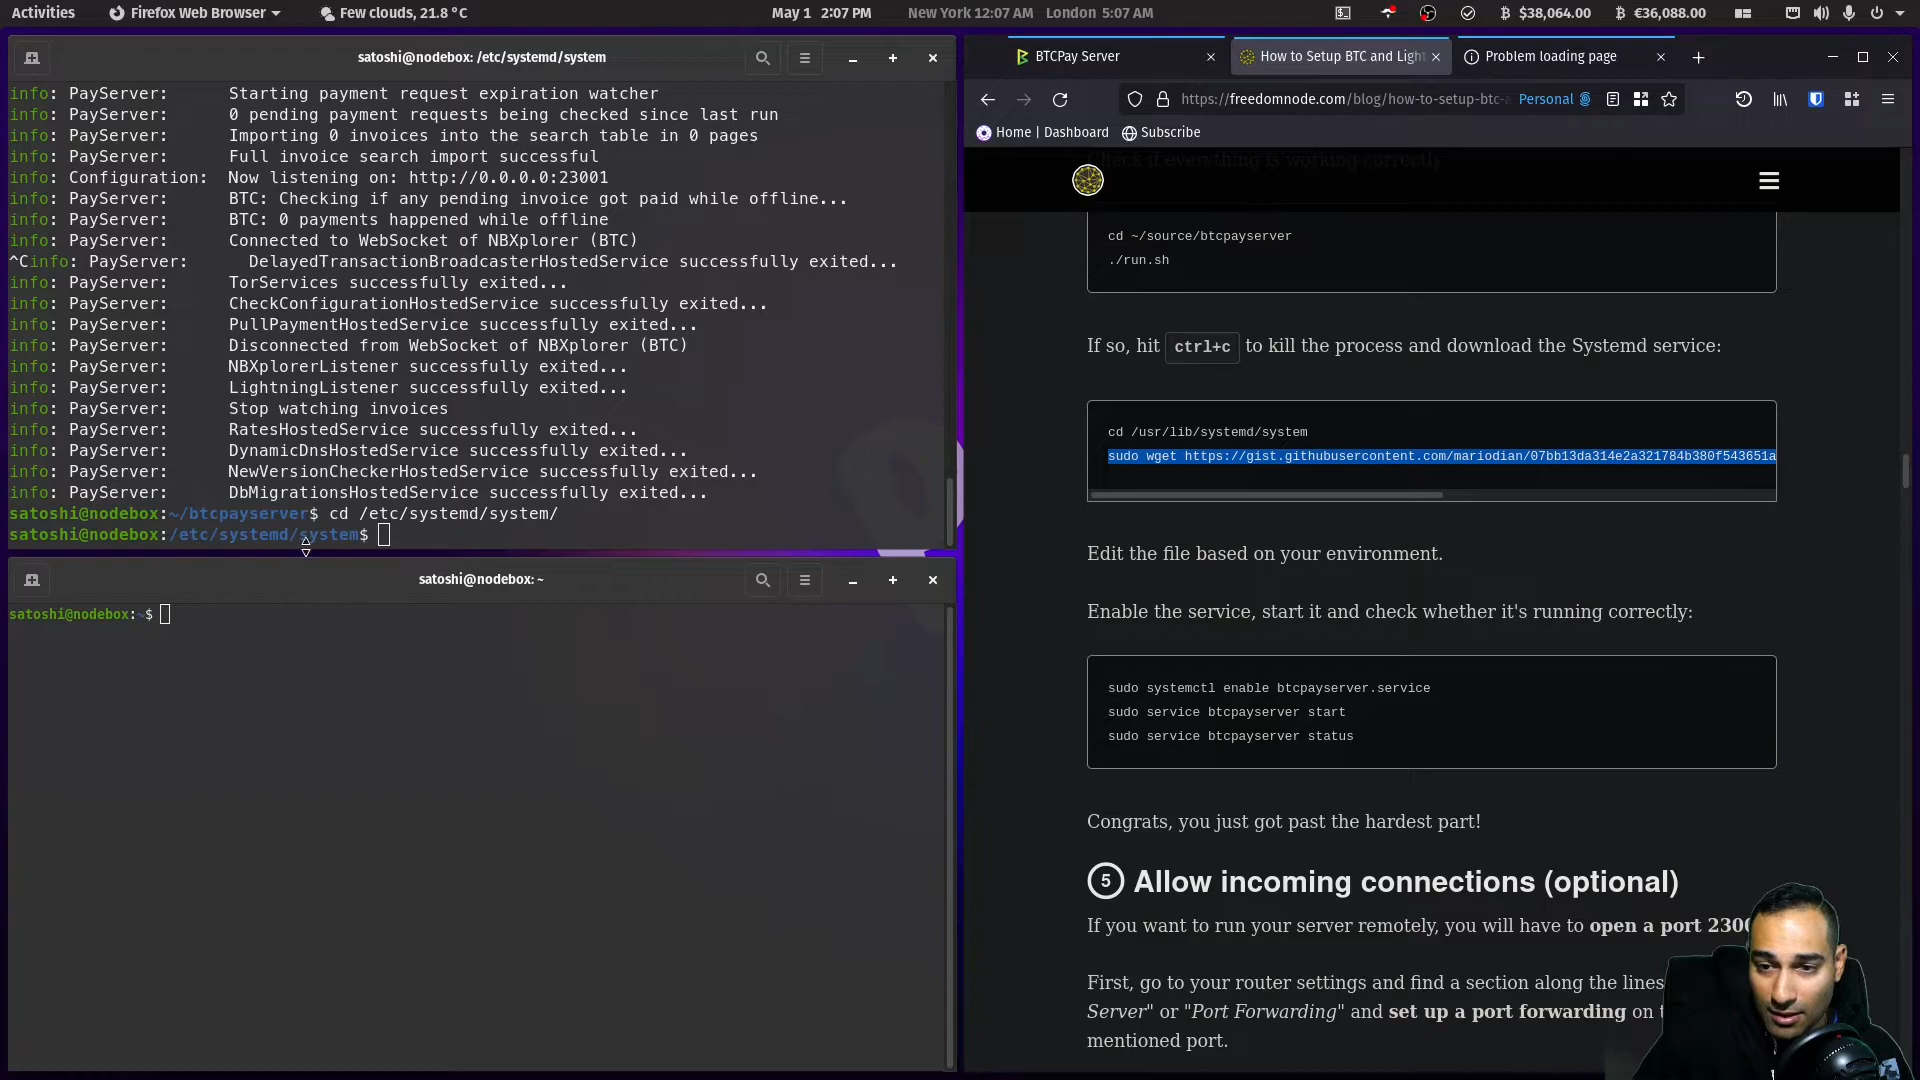 Activities
Firefox Web Browser
Few clouds, 21.8 °C
May 1 2:07 PM
New York 12:07 AM London 5:07 AM
$38,064.00
€36,088.00
satoshi@nodebox: /etc/systemd/system
info: PayServer: Starting payment request expiration watcher
info: PayServer: 0 pending payment requests being checked since last run
info: PayServer: Importing 0 invoices into the search table in 0 pages
info: PayServer: Full invoice search import successful
info: Configuration: Now listening on: http://0.0.0.0:23001
info: PayServer: BTC: Checking if any pending invoice got paid while offline...
info: PayServer: BTC: 0 payments happened while offline
info: PayServer: Connected to WebSocket of NBXplorer (BTC)
^Cinfo: PayServer: DelayedTransactionBroadcasterHostedService successfully exited...
info: PayServer: TorServices successfully exited...
info: PayServer: CheckConfigurationHostedService successfully exited...
info: PayServer: PullPaymentHostedService successfully exited...
info: PayServer: Disconnected from WebSocket of NBXplorer (BTC)
info: PayServer: NBXplorerListener successfully exited...
info: PayServer: LightningListener successfully exited...
info: PayServer: Stop watching invoices
info: PayServer: RatesHostedService successfully exited...
info: PayServer: DynamicDnsHostedService successfully exited...
info: PayServer: NewVersionCheckerHostedService successfully exited...
info: PayServer: DbMigrationsHostedService successfully exited...
satoshi@nodebox:~/btcpayserver$ cd /etc/systemd/system/
satoshi@nodebox:/etc/systemd/system$
satoshi@nodebox: ~
satoshi@nodebox:~$
BTCPay Server
How to Setup BTC and Light
Problem loading page
https://freedomnode.com/blog/how-to-setup-btc-a
Personal
Home | Dashboard
Subscribe
Check if everything is working correctly
cd ~/source/btcpayserver
./run.sh
If so, hit ctrl+c to kill the process and download the Systemd service:
cd /usr/lib/systemd/system
sudo wget https://gist.githubusercontent.com/mariodian/07bb13da314e2a321784b380f543651a
Edit the file based on your environment.
Enable the service, start it and check whether it's running correctly:
sudo systemctl enable btcpayserver.service
sudo service btcpayserver start
sudo service btcpayserver status
Congrats, you just got past the hardest part!
5 Allow incoming connections (optional)
If you want to run your server remotely, you will have to open a port 2300
First, go to your router settings and find a section along the lines
Server" or "Port Forwarding" and set up a port forwarding on
mentioned port.